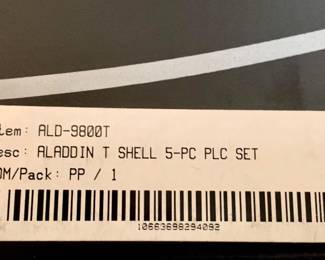 tem: ALD-9800T
esc: ALADDIN T SHELL 5-PC PLC SET
OM/Pack: PP / 1
10663698294092